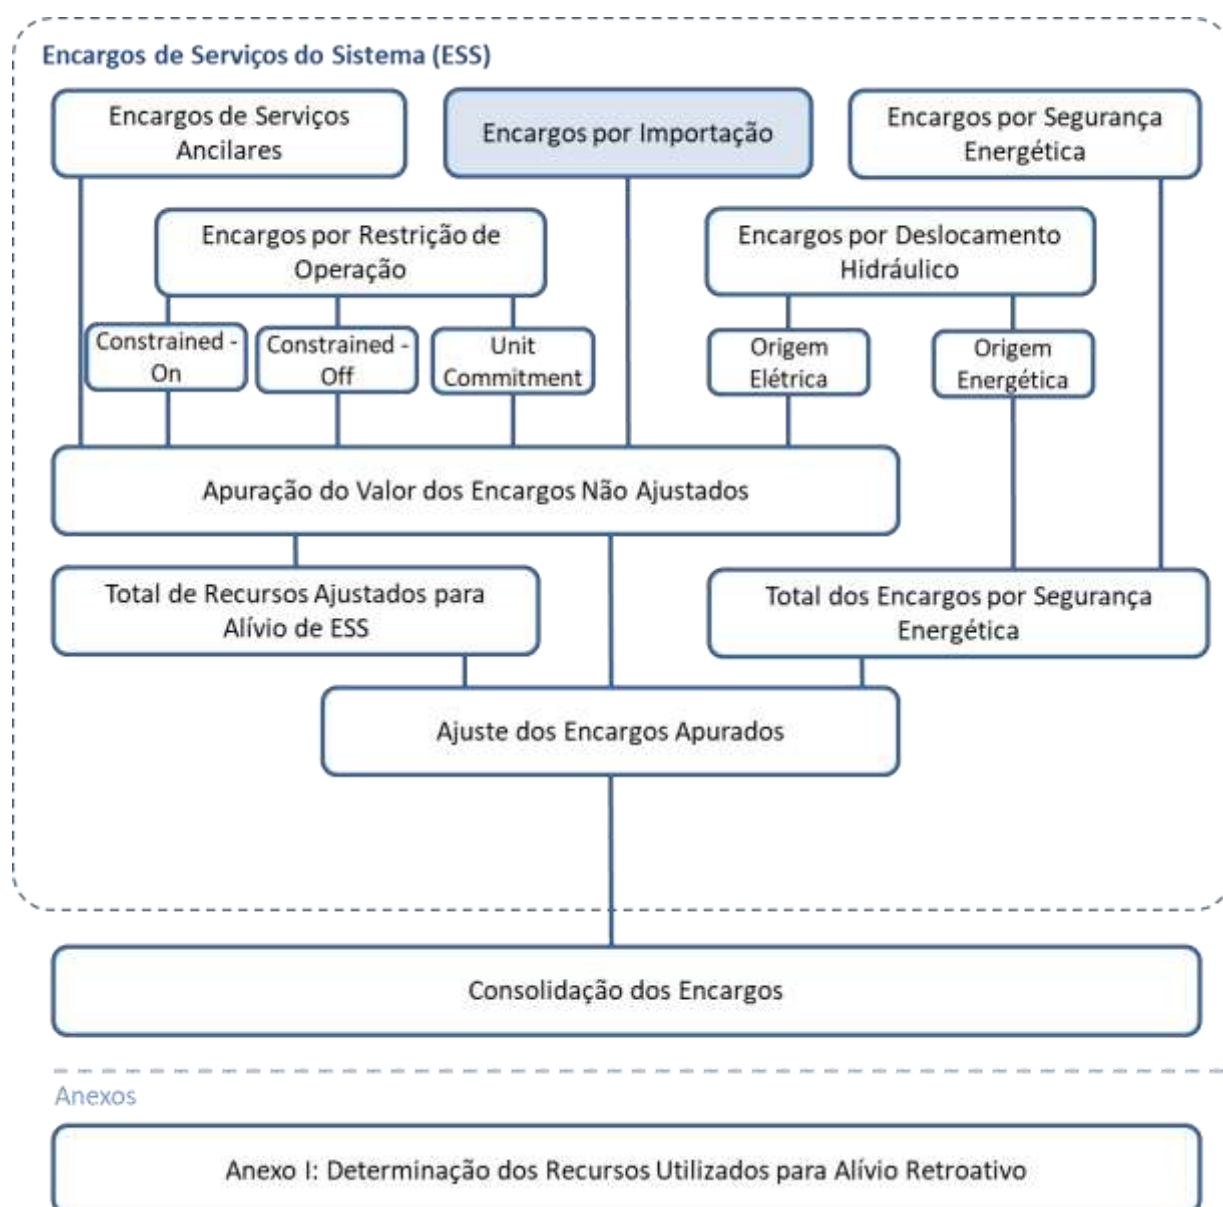 Encargos de Serviços do Sistema (ESS)
Encargos de Serviços
Ancilares
Encargos por Importação
Encargos por Segurança
Energética
Encargos por Restrição de
Operação
Encargos por Deslocamento
Hidráulico
Constrained -
On
Constrained -
Off
Unit
Commitment
Origem
Elétrica
Origem
Energética
Apuração do Valor dos Encargos Não Ajustados
Total de Recursos Ajustados para
Alívio de ESS
Total dos Encargos por Segurança
Energética
Ajuste dos Encargos Apurados
Consolidação dos Encargos
Anexos
Anexo I: Determinação dos Recursos Utilizados para Alívio Retroativo